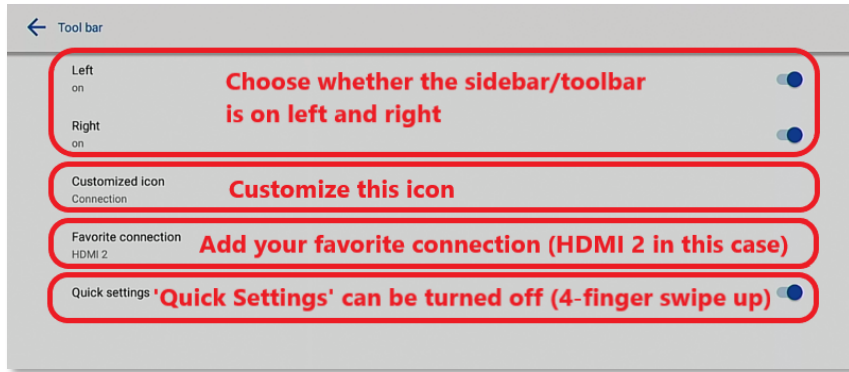 Tool bar
Left
on
Choose whether the sidebar/toolbar
is on left and right
Right
on
Customized icon
Connection
Customize this icon
Favorite connection
HDMI 2
Add your favorite connection (HDMI 2 in this case)
Quick settings
'Quick Settings' can be turned off (4-finger swipe up)